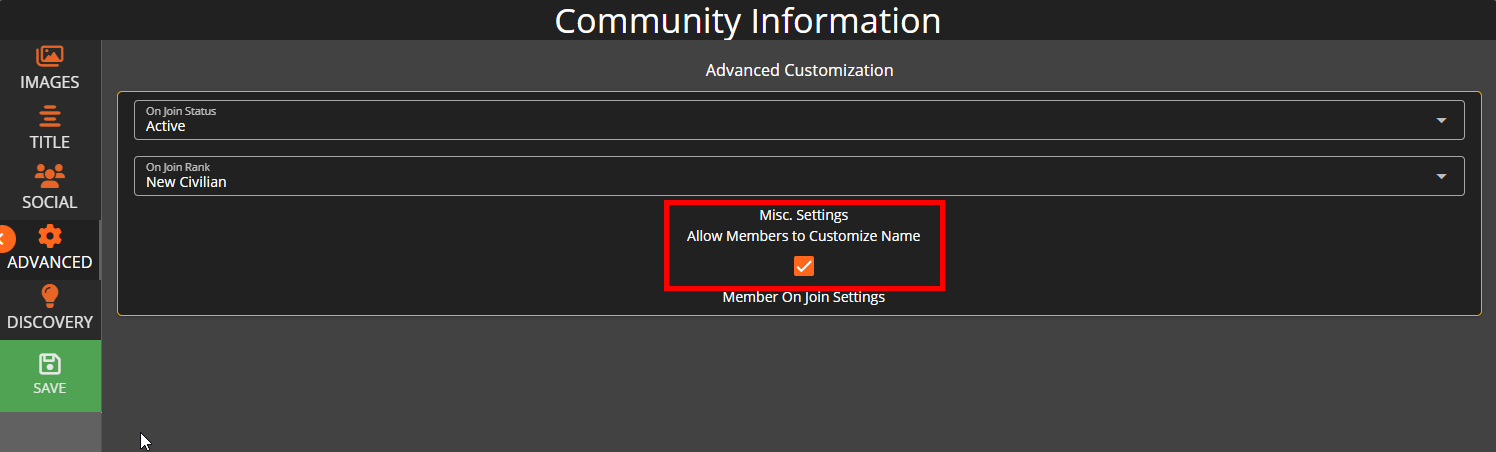 Community Information
IMAGES
TITLE
SOCIAL
ADVANCED
DISCOVERY
SAVE
Advanced Customization
On Join Status
Active
On Join Rank
New Civilian
Misc. Settings
Allow Members to Customize Name
Member On Join Settings